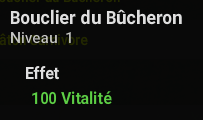 Bouclier du Bûcheron
Niveau 1
Effet
100 Vitalité